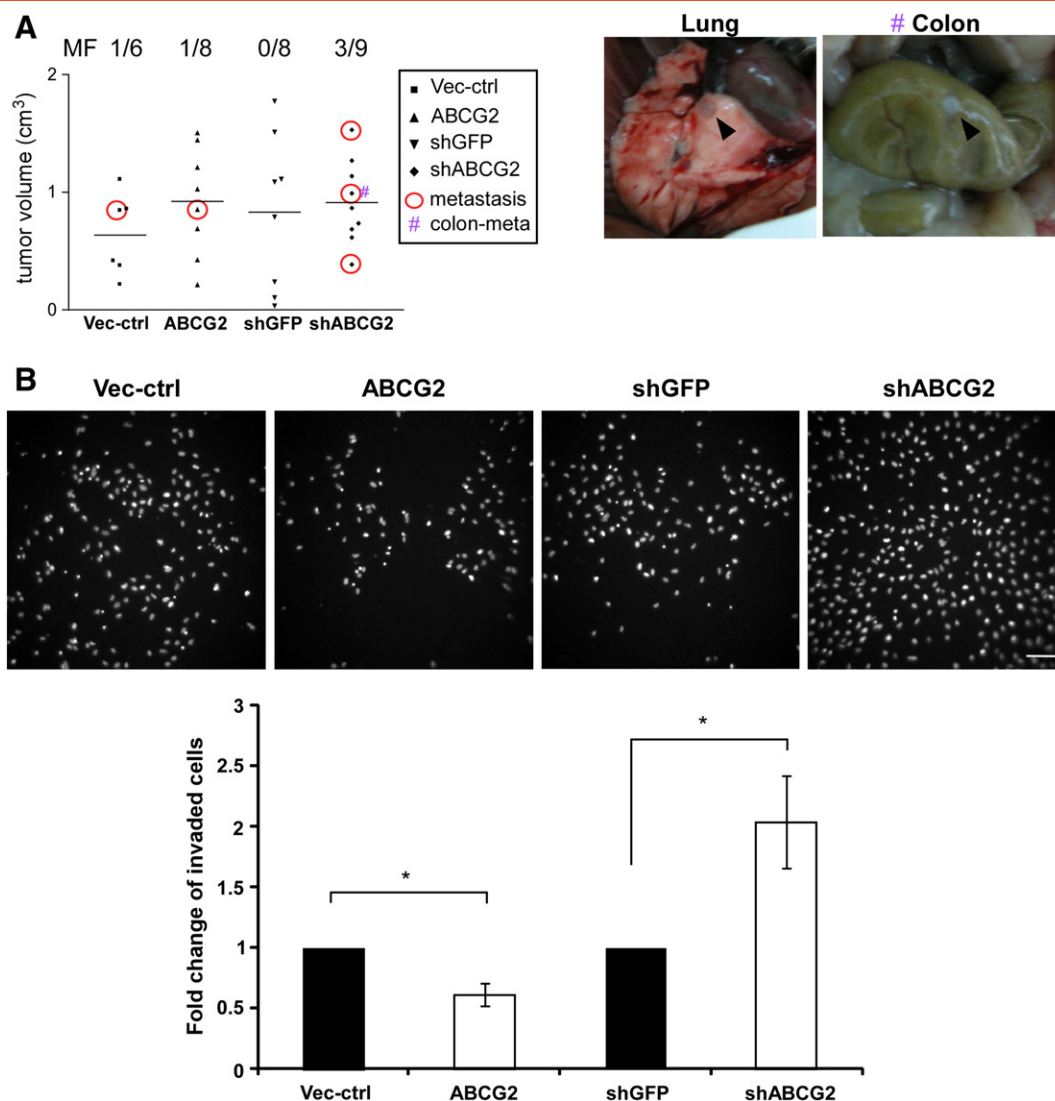 A
MF 1/6 1/8 0/8 3/9
tumor volume (cm³)
2
1
0
Vec-ctrl ABCG2 shGFP shABCG2
#
Vec-ctrl
ABCG2
shGFP
shABCG2
metastasis
# colon-meta
Lung
# Colon
B
Vec-ctrl ABCG2 shGFP shABCG2
Fold change of invaded cells
3
2.5
2
1.5
1
0.5
0
*
*
Vec-ctrl ABCG2 shGFP shABCG2